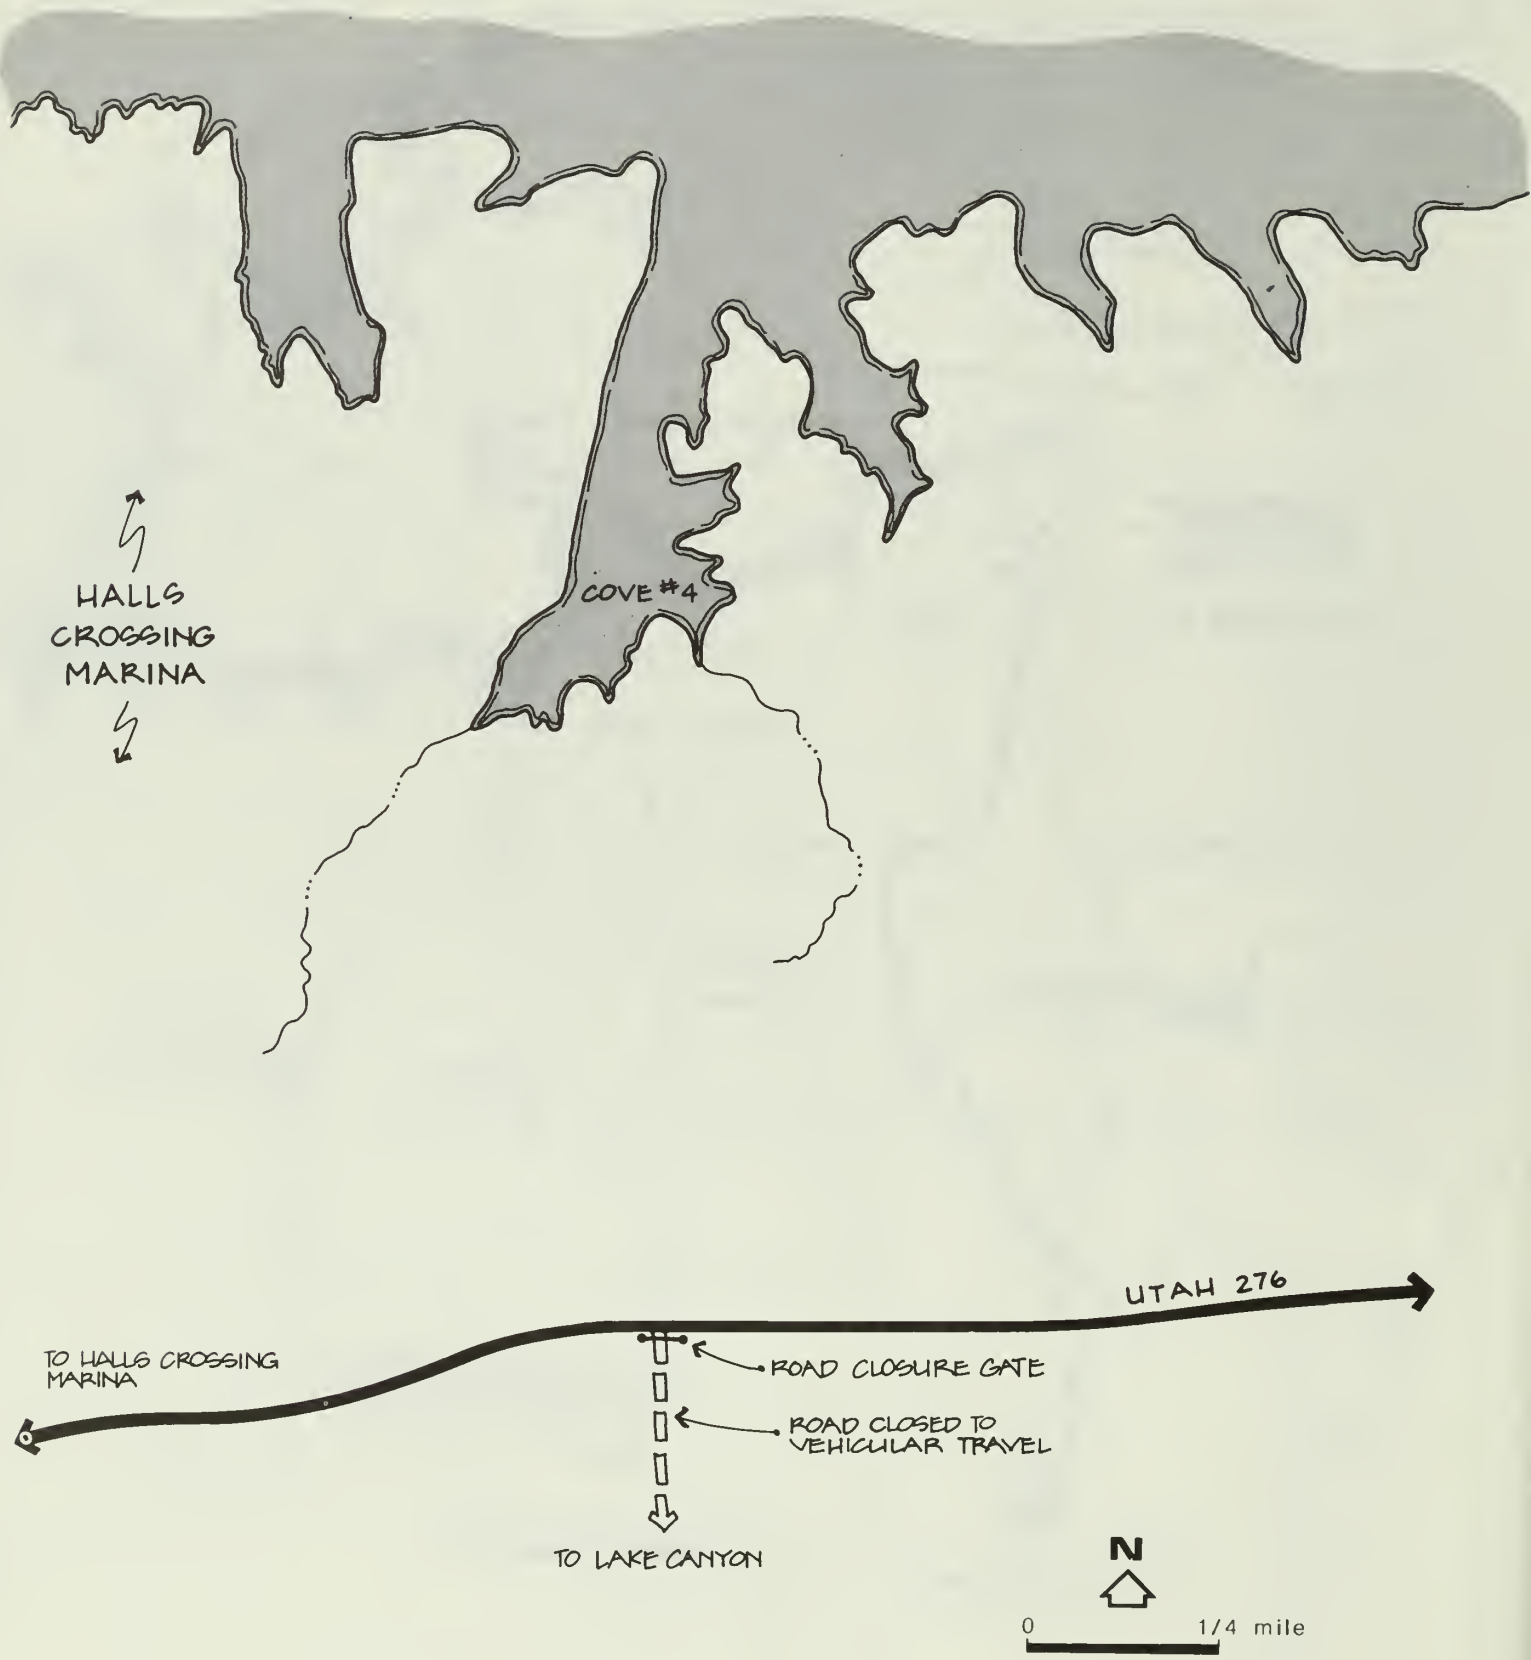 COVE #4
HALLS
CROSSING
MARINA
UTAH 276
TO HALLS CROSSING
MARINA
ROAD CLOSURE GATE
ROAD CLOSED TO
VEHICULAR TRAVEL
TO LAKE CANYON
N
0 1/4 mile